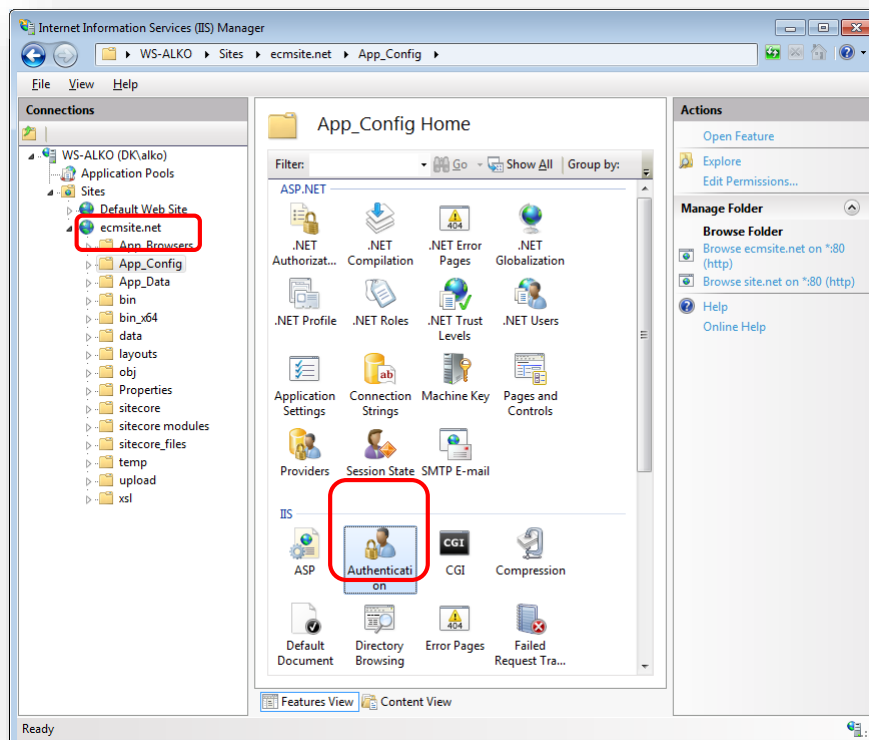 Internet Information Services (IIS) Manager
WS-ALKO Sites ecmsite.net App_Config
File View Help
Connections
WS-ALKO (DK\alko)
Application Pools
Sites
Default Web Site
ecmsite.net
App_Browsers
App_Config
App_Data
bin
bin_x64
data
layouts
obj
Properties
sitecore
sitecore modules
sitecore_files
temp
upload
xsl
App_Config Home
Filter: Go Show All Group by:
ASP.NET
.NET Authorizat...
.NET Compilation
.NET Error Pages
.NET Globalization
.NET Profile
.NET Roles
.NET Trust Levels
.NET Users
Application Settings
Connection Strings
ab
Machine Key
Pages and Controls
Providers
Session State
SMTP E-mail
IIS
ASP
Authenticati
on
CGI
CGI
Compression
Default Document
Directory Browsing
404
Error Pages
404
Failed Request Tra...
Features View Content View
Actions
Open Feature
Explore
Edit Permissions...
Manage Folder
Browse Folder
Browse ecmsite.net on *:80
(http)
Browse site.net on *:80 (http)
Help
Online Help
Ready